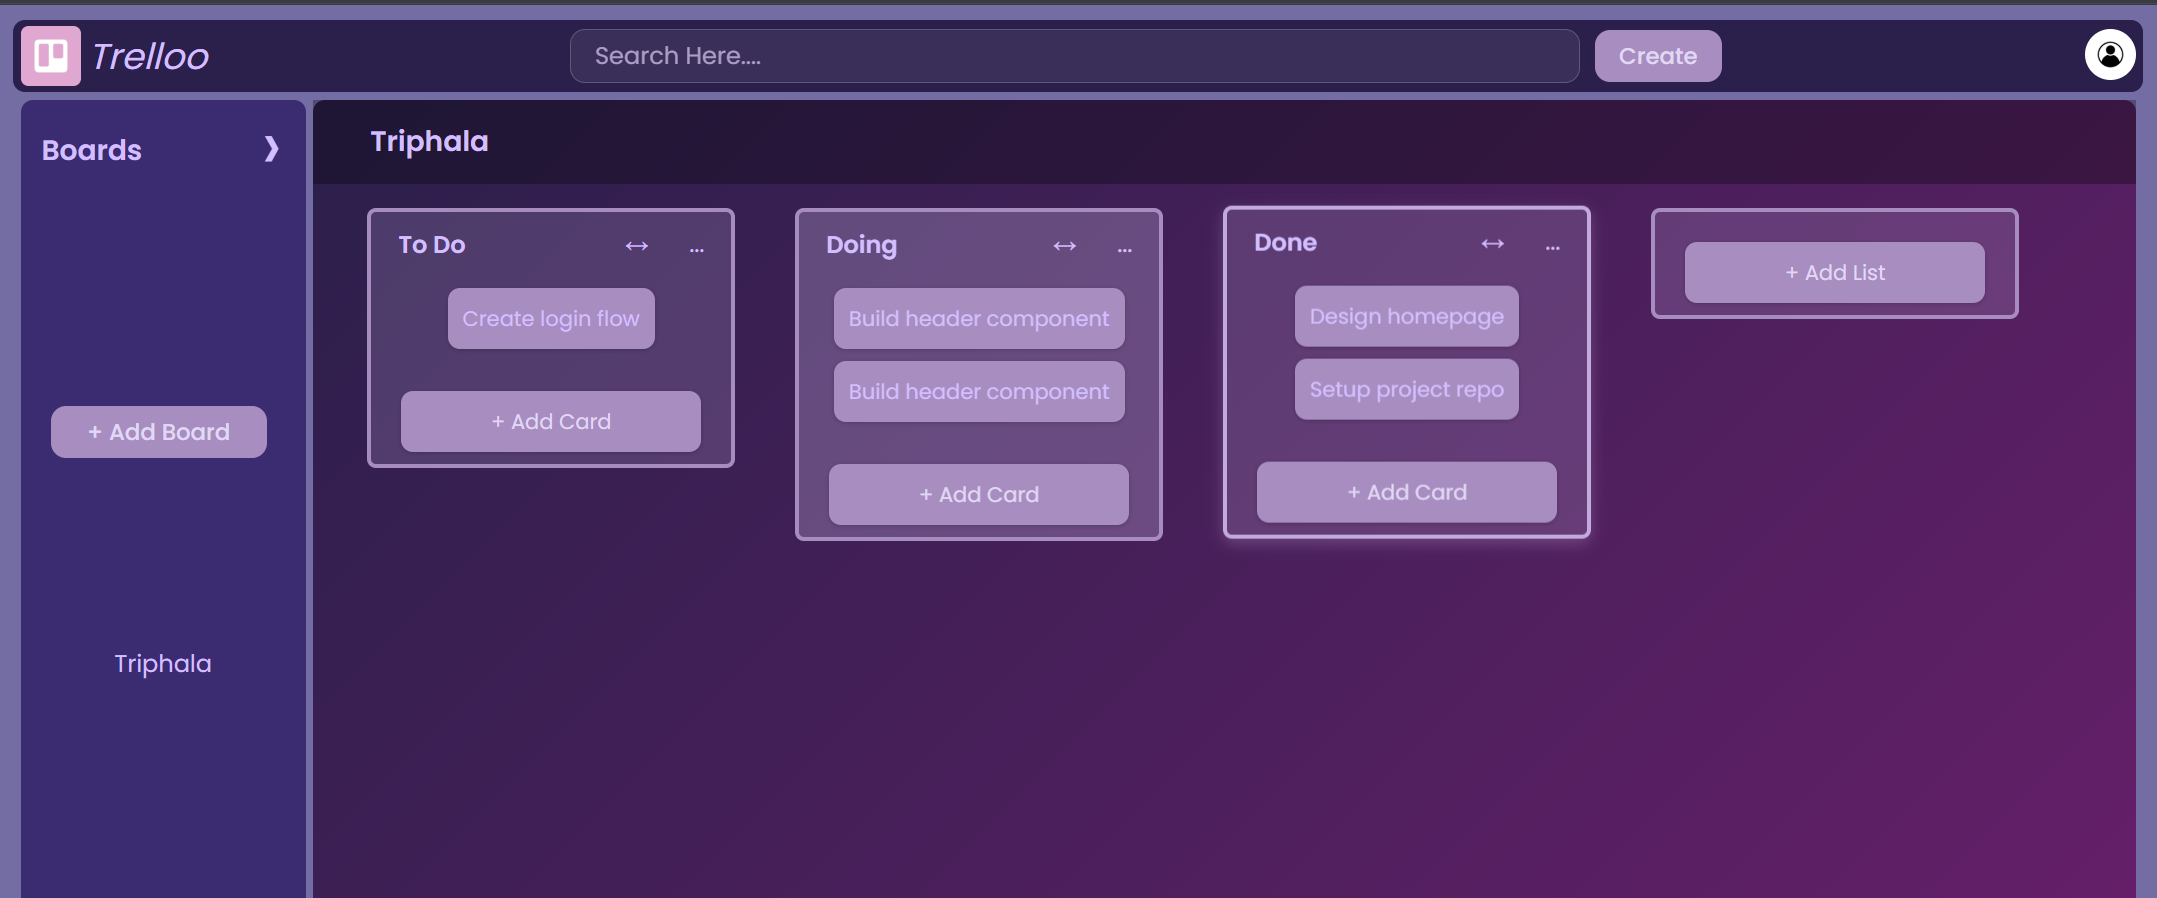 Trelloo
Search Here....
Create
Boards
❯
+ Add Board
Triphala
Triphala
To Do
↔
...
Create login flow
+ Add Card
Doing
↔
...
Build header component
Build header component
+ Add Card
Done
↔
...
Design homepage
Setup project repo
+ Add Card
+ Add List